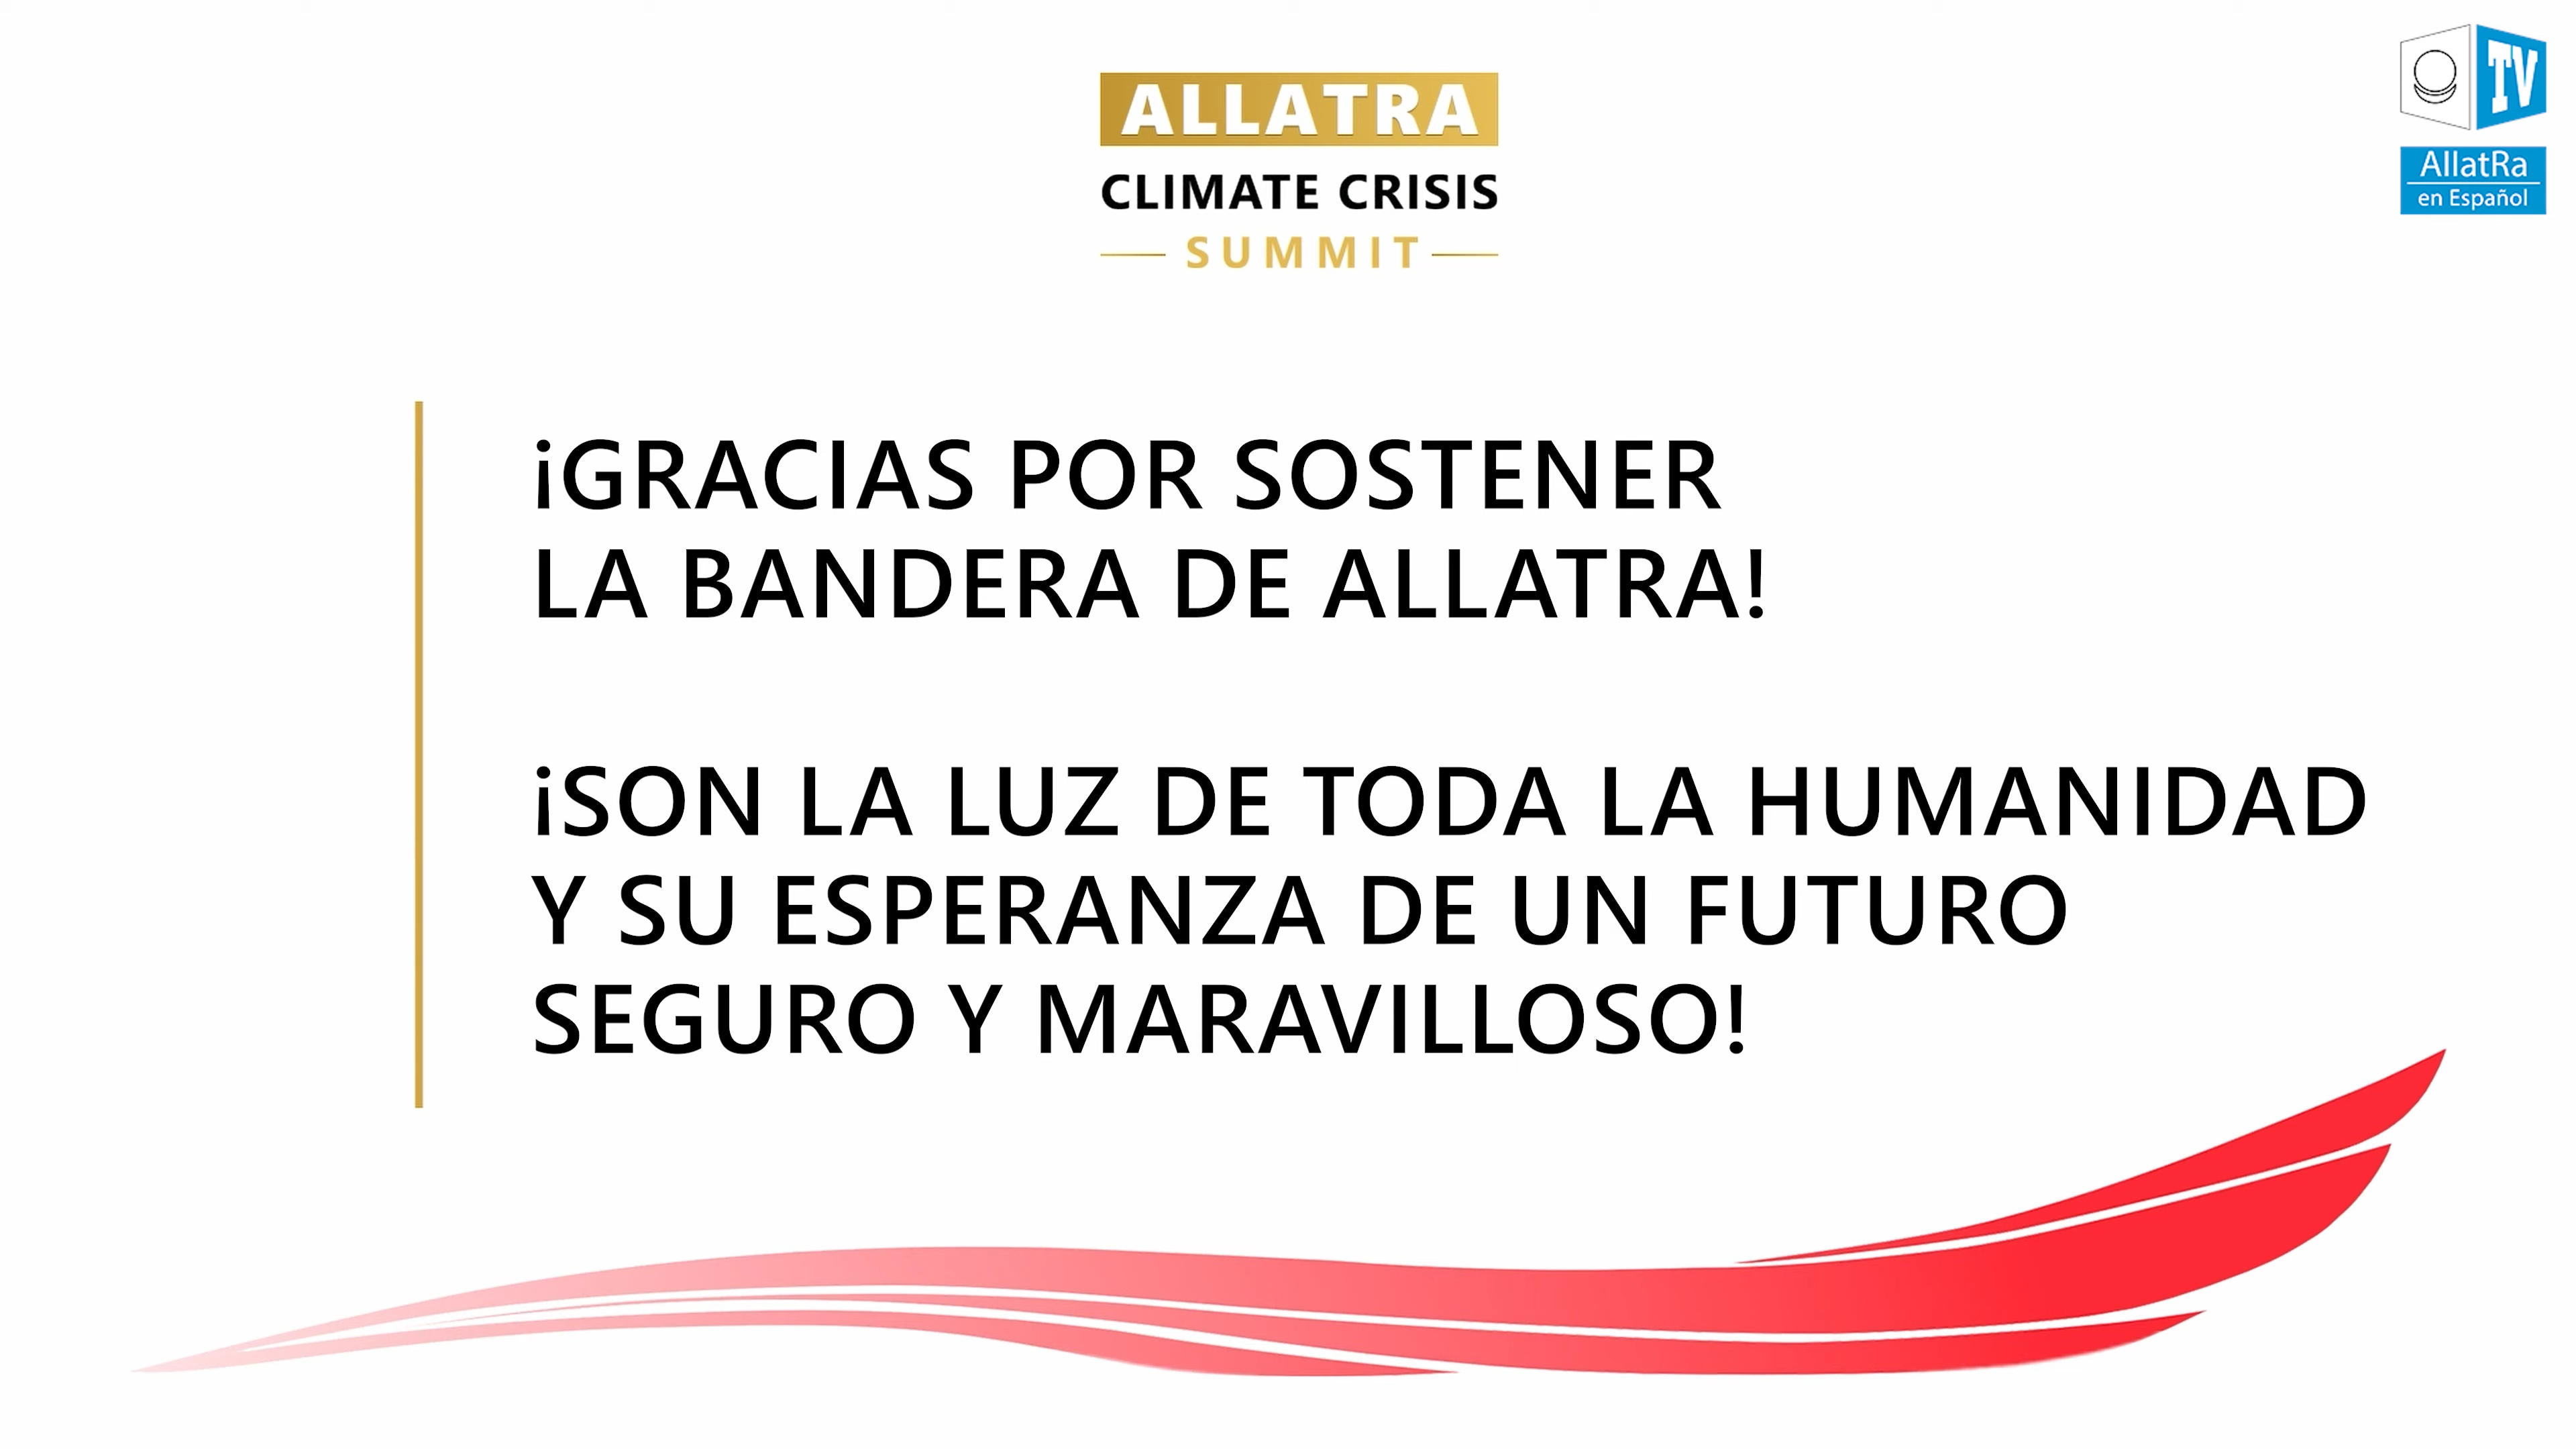 ALLATRA
CLIMATE CRISIS
SUMMIT
TV
AllatRa
en Español
¡GRACIAS POR SOSTENER
LA BANDERA DE ALLATRA!
¡SON LA LUZ DE TODA LA HUMANIDAD
Y SU ESPERANZA DE UN FUTURO
SEGURO Y MARAVILLOSO!